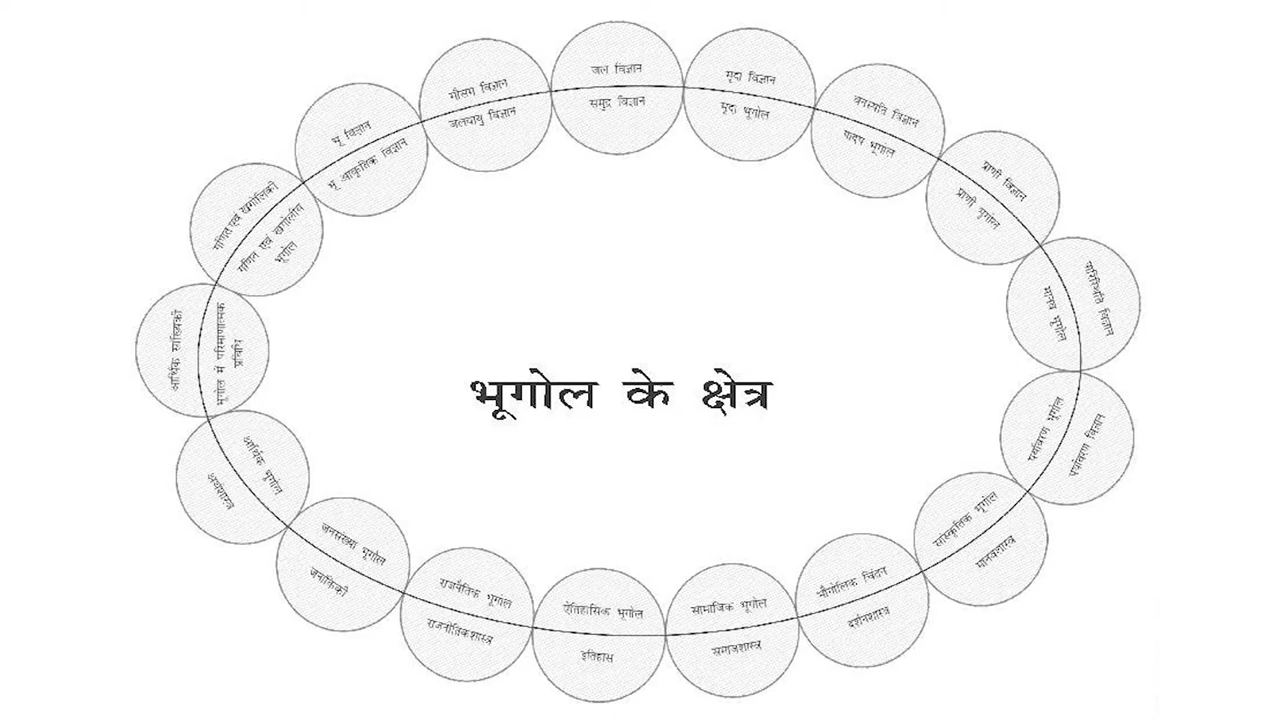 जल विज्ञान
समुद्र विज्ञान
मृदा विज्ञान
मृदा भूगोल
वनस्पति विज्ञान
पादप भूगोल
प्राणी विज्ञान
प्राणी भूगोल
पारिस्थिति विज्ञान
मानव भूगोल
पर्यावरण भूगोल
पर्यावरण विज्ञान
सांस्कृतिक भूगोल
मानवशास्त्र
भौगोलिक चिंतन
दर्शनशास्त्र
सामाजिक भूगोल
समाजशास्त्र
ऐतिहासिक भूगोल
इतिहास
राजनैतिक भूगोल
राजनीतिकशास्त्र
जनसंख्या भूगोल
जनांकिकी
आर्थिक भूगोल
अर्थशास्त्र
आर्थिक सांख्यिकी
भूगोल में परिमाणात्मक
प्रविधि
गणित एवं खगोलिकी
गणित एवं खगोलीय
भूगोल
भू विज्ञान
भू आकृतिक विज्ञान
मौसम विज्ञान
जलवायु विज्ञान
भूगोल के क्षेत्र